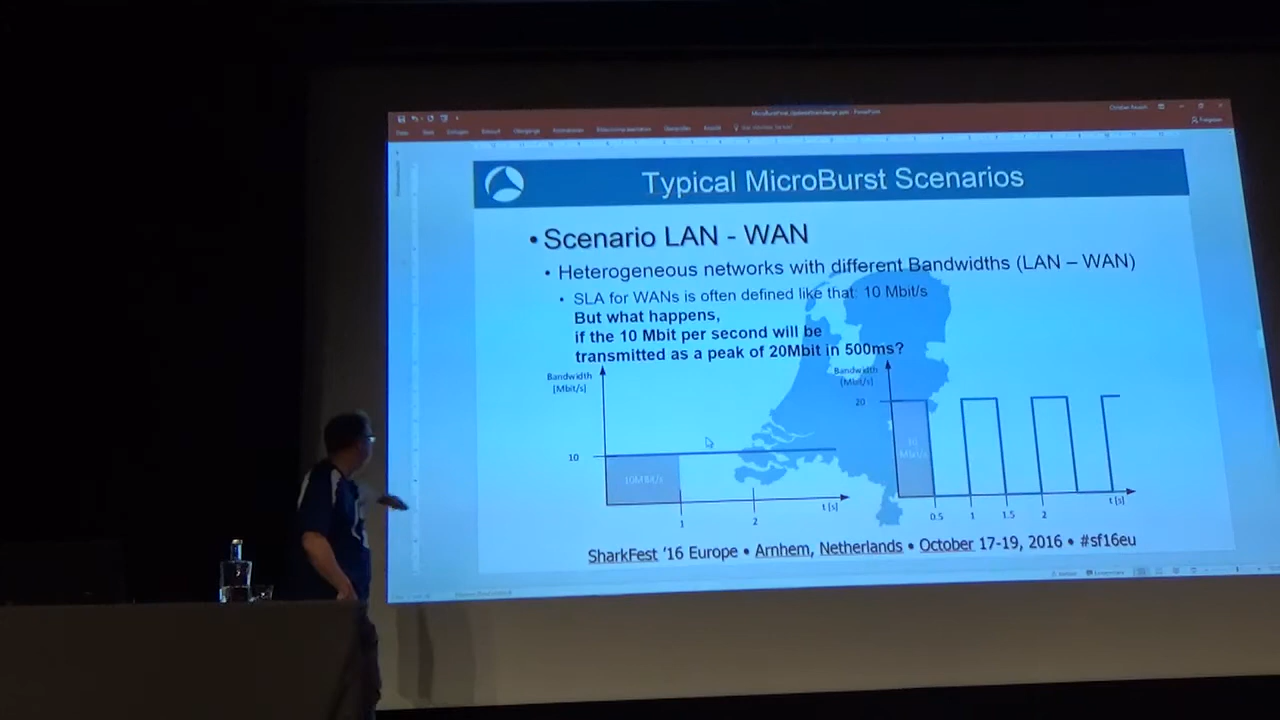 Typical MicroBurst Scenarios
• Scenario LAN - WAN
• Heterogeneous networks with different Bandwidths (LAN – WAN)
• SLA for WANs is often defined like that: 10 Mbit/s
But what happens,
if the 10 Mbit per second will be
transmitted as a peak of 20Mbit in 500ms?
Bandwidth
[Mbit/s]
10
10Mbit/s
1
2
t [s]
Bandwidth
[Mbit/s]
20
10
Mbit/s
0.5
1
1.5
2
t [s]
SharkFest '16 Europe • Arnhem, Netherlands • October 17-19, 2016 • #sf16eu